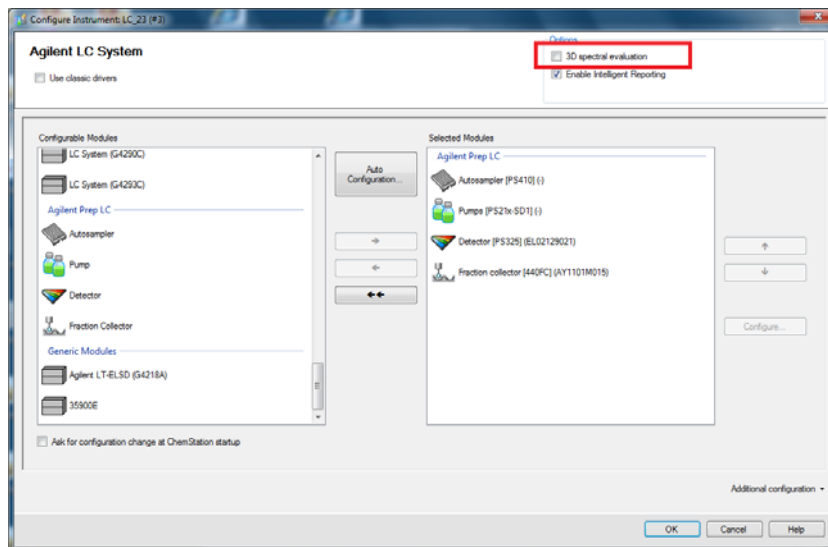 Configure Instrument: LC_23 (#3)
Agilent LC System
Use classic drivers
Options
3D spectral evaluation
Enable Intelligent Reporting
Configurable Modules
LC System (G4290C)
LC System (G4293C)
Agilent Prep LC
Autosampler
Pump
Detector
Fraction Collector
Generic Modules
Agilent LT-ELSD (G4218A)
35900E
Auto
Configuration...
Selected Modules
Agilent Prep LC
Autosampler [PS410] (-)
Pumps [PS21x-SD1] (-)
Detector [PS325] (EL02129021)
Fraction collector [440FC] (AY1101M015)
Configure...
Ask for configuration change at ChemStation startup
Additional configuration
OK Cancel Help